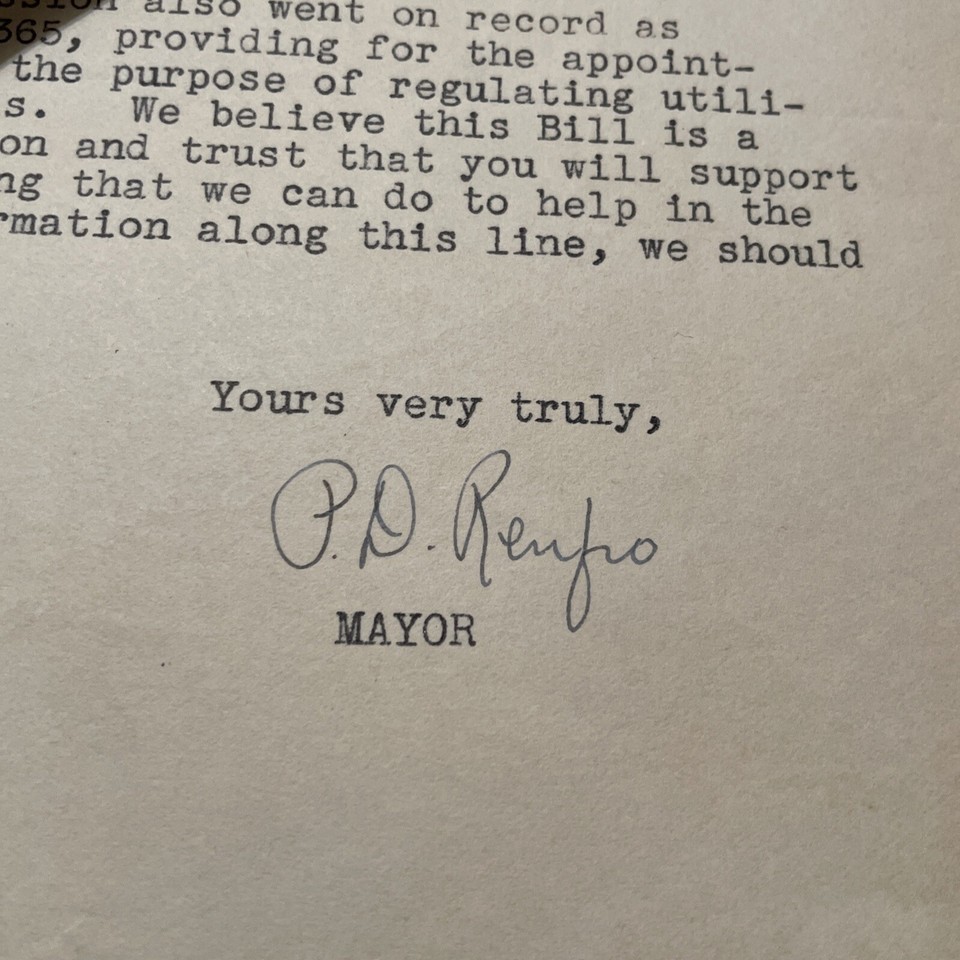 also went on record as
365, providing for the appoint-
the purpose of regulating utili-
s. We believe this Bill is a
on and trust that you will support
ng that we can do to help in the
rmation along this line, we should
Yours very truly,
P.D. Renfro
MAYOR